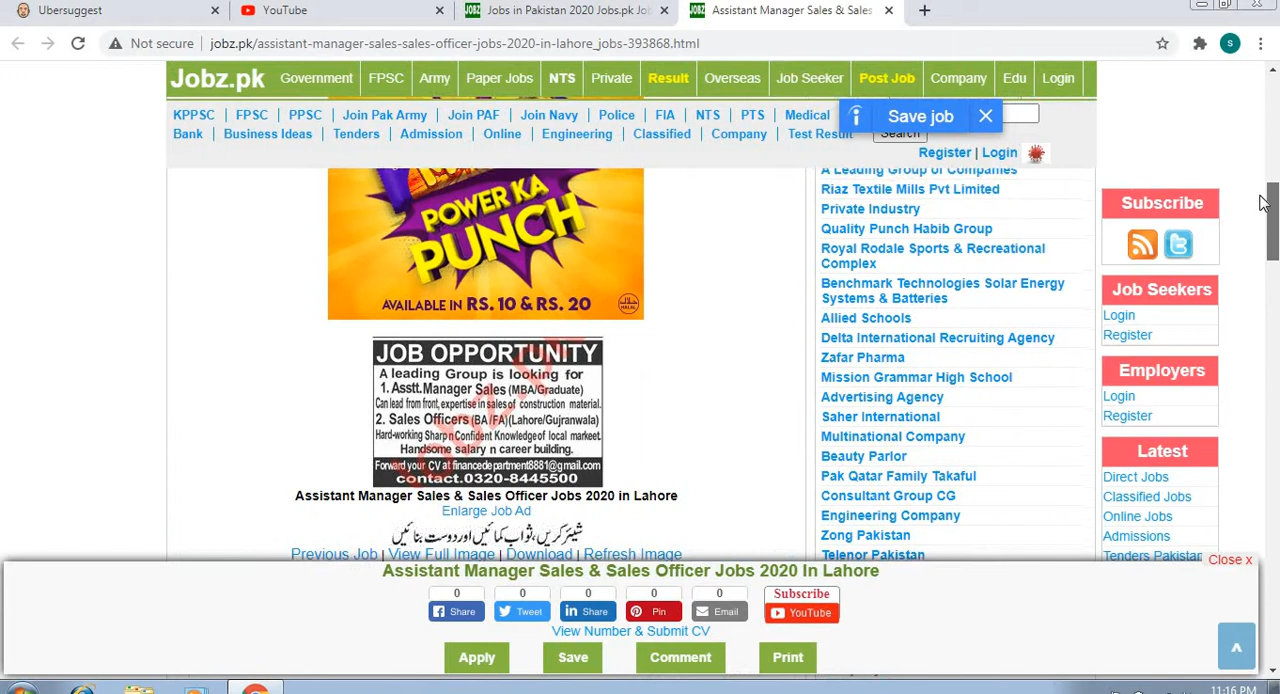 Ubersuggest
YouTube
Jobs in Pakistan 2020 Jobs.pk Job
Assistant Manager Sales & Sales
Not secure
jobz.pk/assistant-manager-sales-sales-officer-jobs-2020-in-lahore_jobs-393868.html
S
Jobz.pk
Government
FPSC
Army
Paper Jobs
NTS
Private
Result
Overseas
Job Seeker
Post Job
Company
Edu
Login
KPPSC
FPSC
PPSC
Join Pak Army
Join PAF
Join Navy
Police
FIA
NTS
PTS
Medical
Bank
Business Ideas
Tenders
Admission
Online
Engineering
Classified
Company
Test Result
Save job
Search
Register | Login
POWER KA
PUNCH
AVAILABLE IN RS. 10 & RS. 20
HALAL
JOB OPPORTUNITY
A leading Group is looking for
1. Asstt.Manager Sales (MBA/Graduate)
Can lead from front, expertise in sales of construction material.
2. Sales Officers (BA/FA)(Lahore/Gujranwala)
Hard-working Sharp n Confident Knowledge of local market.
Handsome salary n career building.
Forward your CV at financedepartment8881@gmail.com
contact.0320-8445500
jobz.pk
Assistant Manager Sales & Sales Officer Jobs 2020 in Lahore
Enlarge Job Ad
شیئر کریں، ثواب کمائیں اور دوست بنائیں
Previous Job | View Full Image | Download | Refresh Image
A Leading Group of Companies
Riaz Textile Mills Pvt Limited
Private Industry
Quality Punch Habib Group
Royal Rodale Sports & Recreational
Complex
Benchmark Technologies Solar Energy
Systems & Batteries
Allied Schools
Delta International Recruiting Agency
Zafar Pharma
Mission Grammar High School
Advertising Agency
Saher International
Multinational Company
Beauty Parlor
Pak Qatar Family Takaful
Consultant Group CG
Engineering Company
Zong Pakistan
Telenor Pakistan
Subscribe
Job Seekers
Login
Register
Employers
Login
Register
Latest
Direct Jobs
Classified Jobs
Online Jobs
Admissions
Tenders Pakistan
Close x
Assistant Manager Sales & Sales Officer Jobs 2020 In Lahore
0
0
0
0
0
Subscribe
Share
Tweet
Share
Pin
Email
YouTube
View Number & Submit CV
Apply
Save
Comment
Print
11:16 PM